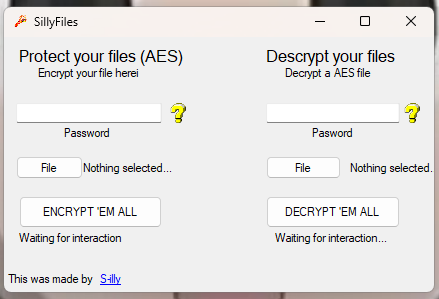 SillyFiles
Protect your files (AES)
Encrypt your file herei
Password
File Nothing selected...
ENCRYPT 'EM ALL
Waiting for interaction
Descrypt your files
Decrypt a AES file
Password
File Nothing selected.
DECRYPT 'EM ALL
Waiting for interaction...
This was made by S-illy